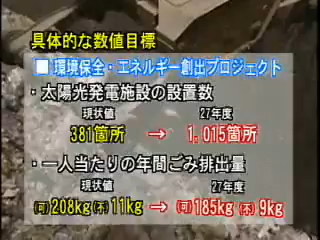 具体的な数値目標
■環境保全・エネルギー創出プロジェクト
・太陽光発電施設の設置数
現状値 27年度
381箇所 → 1,015箇所
・一人当たりの年間ごみ排出量
現状値 27年度
(可)208kg(不)11kg → (可)185kg(不)9kg